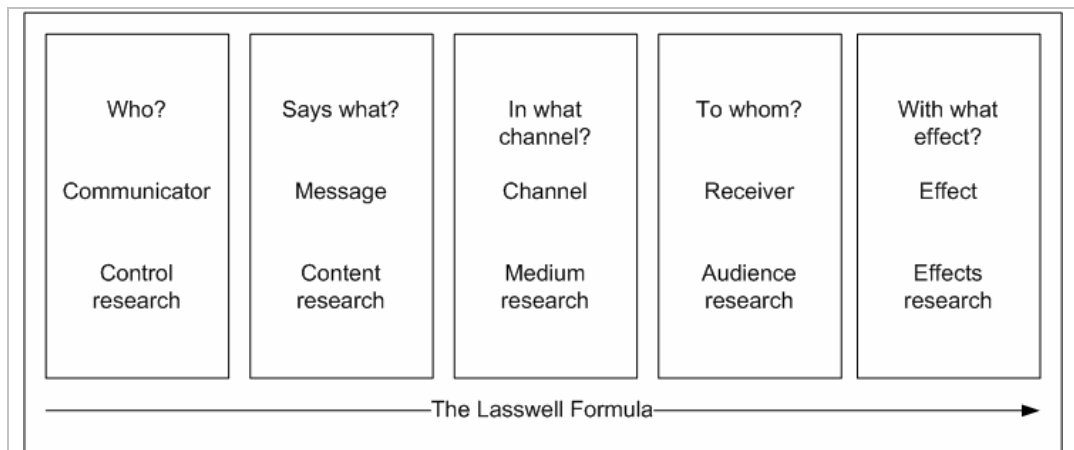 Who?
Communicator
Control
research
Says what?
Message
Content
research
In what
channel?
Channel
Medium
research
To whom?
Receiver
Audience
research
With what
effect?
Effect
Effects
research
The Lasswell Formula